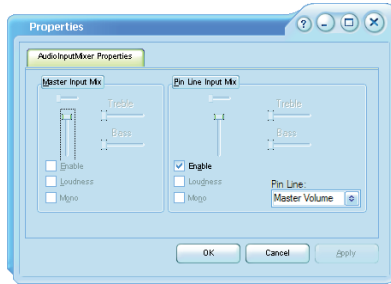 Properties
AudioInputMixer Properties
Master Input Mix
Treble
Bass
Enable
Loudness
Mono
Pin Line Input Mix
Treble
Bass
Enable
Loudness
Mono
Pin Line:
Master Volume
OK
Cancel
Apply